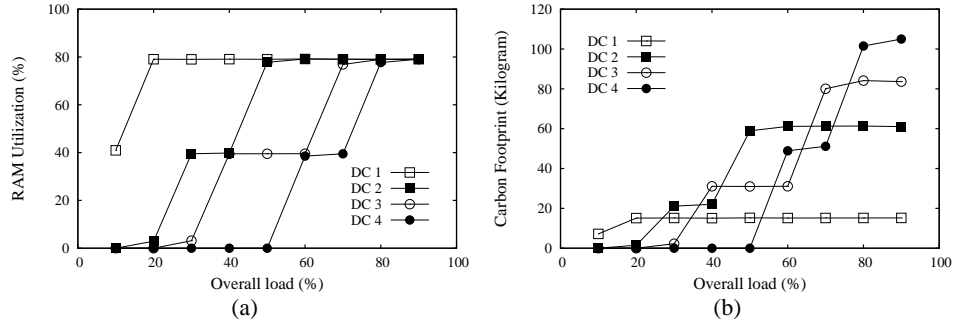 RAM Utilization (%)
100
80
60
40
20
0
DC 1
DC 2
DC 3
DC 4
0 20 40 60 80 100
Overall load (%)
(a)
Carbon Footprint (Kilogram)
120
100
80
60
40
20
0
DC 1
DC 2
DC 3
DC 4
0 20 40 60 80 100
Overall load (%)
(b)